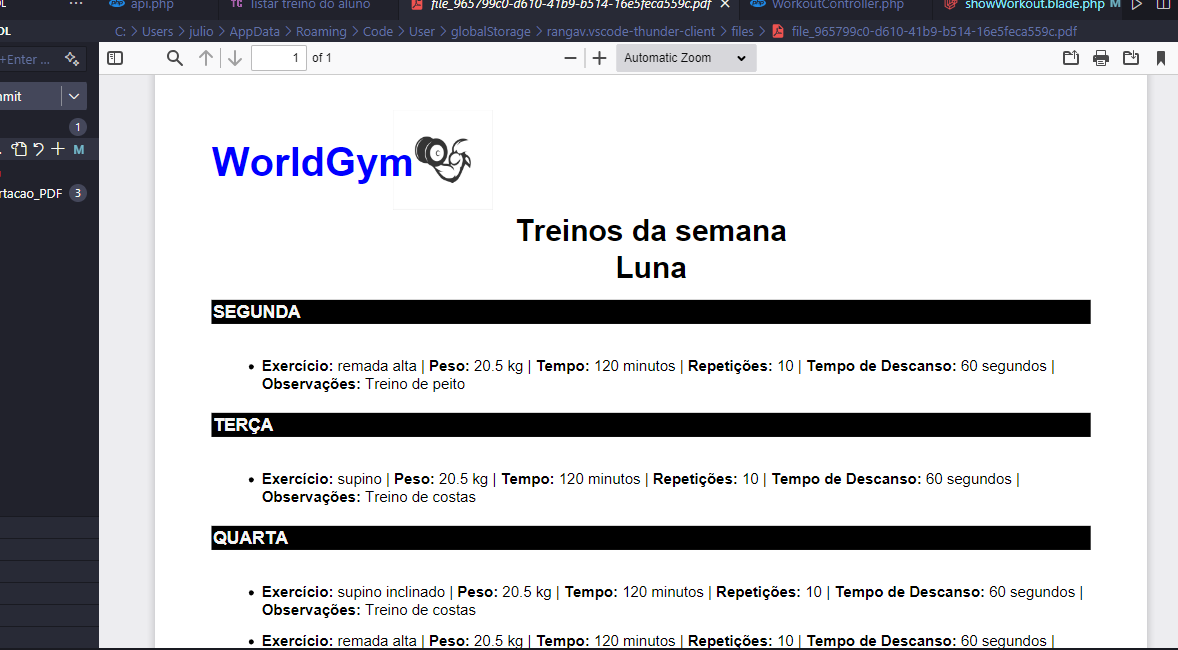 OL ... api.php TC listar treino do aluno file_965799c0-d610-41b9-b514-16e5feca559c.pdf WorkoutController.php showWorkout.blade.php M
OL C: > Users > julio > AppData > Roaming > Code > User > globalStorage > rangav.vscode-thunder-client > files > file_965799c0-d610-41b9-b514-16e5feca559c.pdf
+Enter ... 1 of 1 Automatic Zoom
mit
1
M
rtacao_PDF 3
WorldGym
Treinos da semana
Luna
SEGUNDA
• Exercício: remada alta | Peso: 20.5 kg | Tempo: 120 minutos | Repetições: 10 | Tempo de Descanso: 60 segundos |
Observações: Treino de peito
TERÇA
• Exercício: supino | Peso: 20.5 kg | Tempo: 120 minutos | Repetições: 10 | Tempo de Descanso: 60 segundos |
Observações: Treino de costas
QUARTA
• Exercício: supino inclinado | Peso: 20.5 kg | Tempo: 120 minutos | Repetições: 10 | Tempo de Descanso: 60 segundos |
Observações: Treino de costas
• Exercício: remada alta | Peso: 20.5 kg | Tempo: 120 minutos | Repetições: 10 | Tempo de Descanso: 60 segundos |